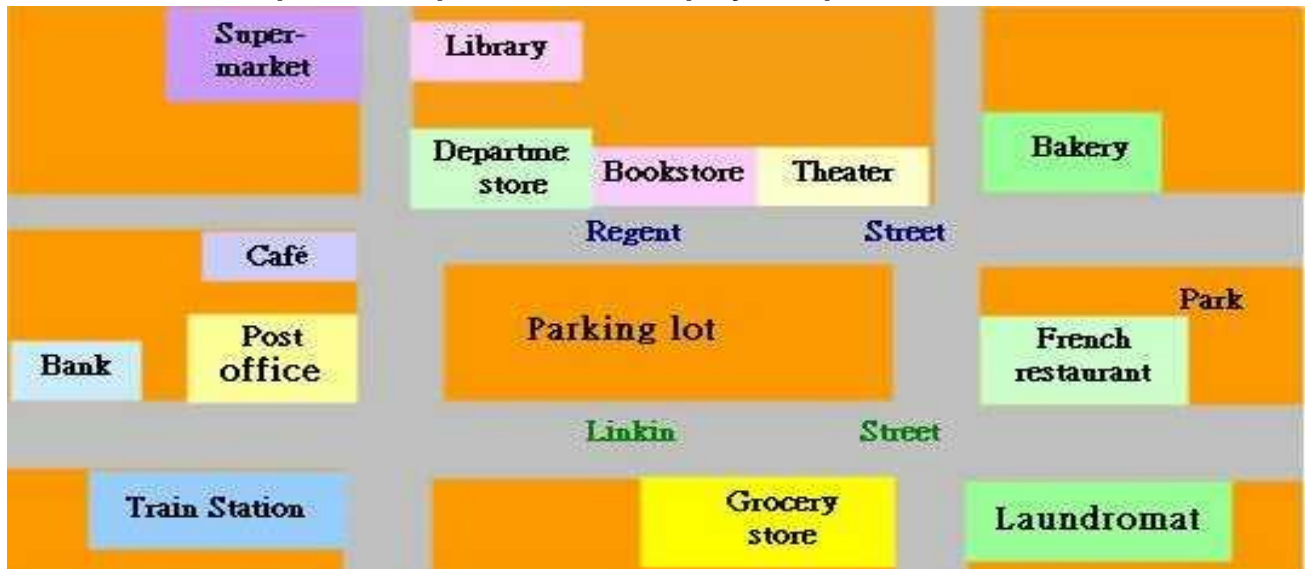 Super-
market
Library
Departme
store
Bookstore
Theater
Bakery
Regent Street
Café
Parking lot
Park
Post
office
Bank
French
restaurant
Linkin Street
Train Station
Grocery
store
Laundromat